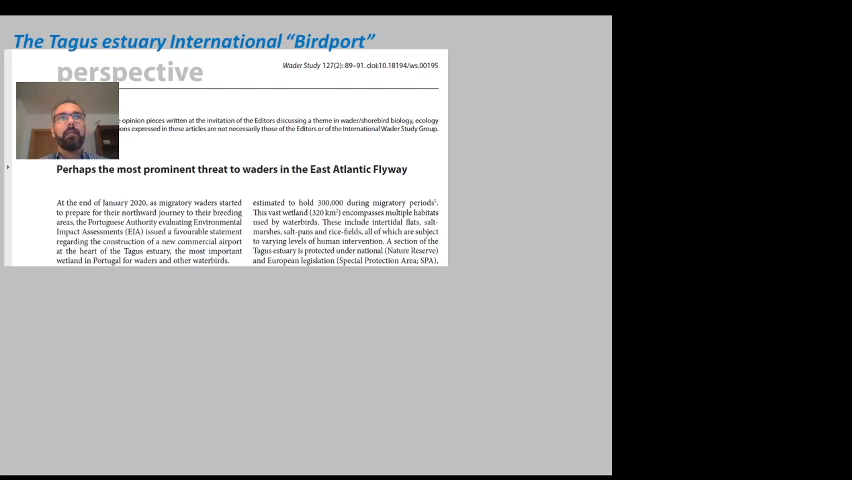 The Tagus estuary International “Birdport”
perspective
Wader Study 127(2): 89–91. doi:10.18194/ws.00195
e opinion pieces written at the invitation of the Editors discussing a theme in wader/shorebird biology, ecology
ons expressed in these articles are not necessarily those of the Editors or of the International Wader Study Group.
Perhaps the most prominent threat to waders in the East Atlantic Flyway
At the end of January 2020, as migratory waders started
to prepare for their northward journey to their breeding
areas, the Portuguese Authority evaluating Environmental
Impact Assessments (EIA) issued a favourable statement
regarding the construction of a new commercial airport
at the heart of the Tagus estuary, the most important
wetland in Portugal for waders and other waterbirds.
estimated to hold 300,000 during migratory periods⁵.
This vast wetland (320 km²) encompasses multiple habitats
used by waterbirds. These include intertidal flats, salt-
marshes, salt-pans and rice-fields, all of which are subject
to varying levels of human intervention. A section of the
Tagus estuary is protected under national (Nature Reserve)
and European legislation (Special Protection Area; SPA),